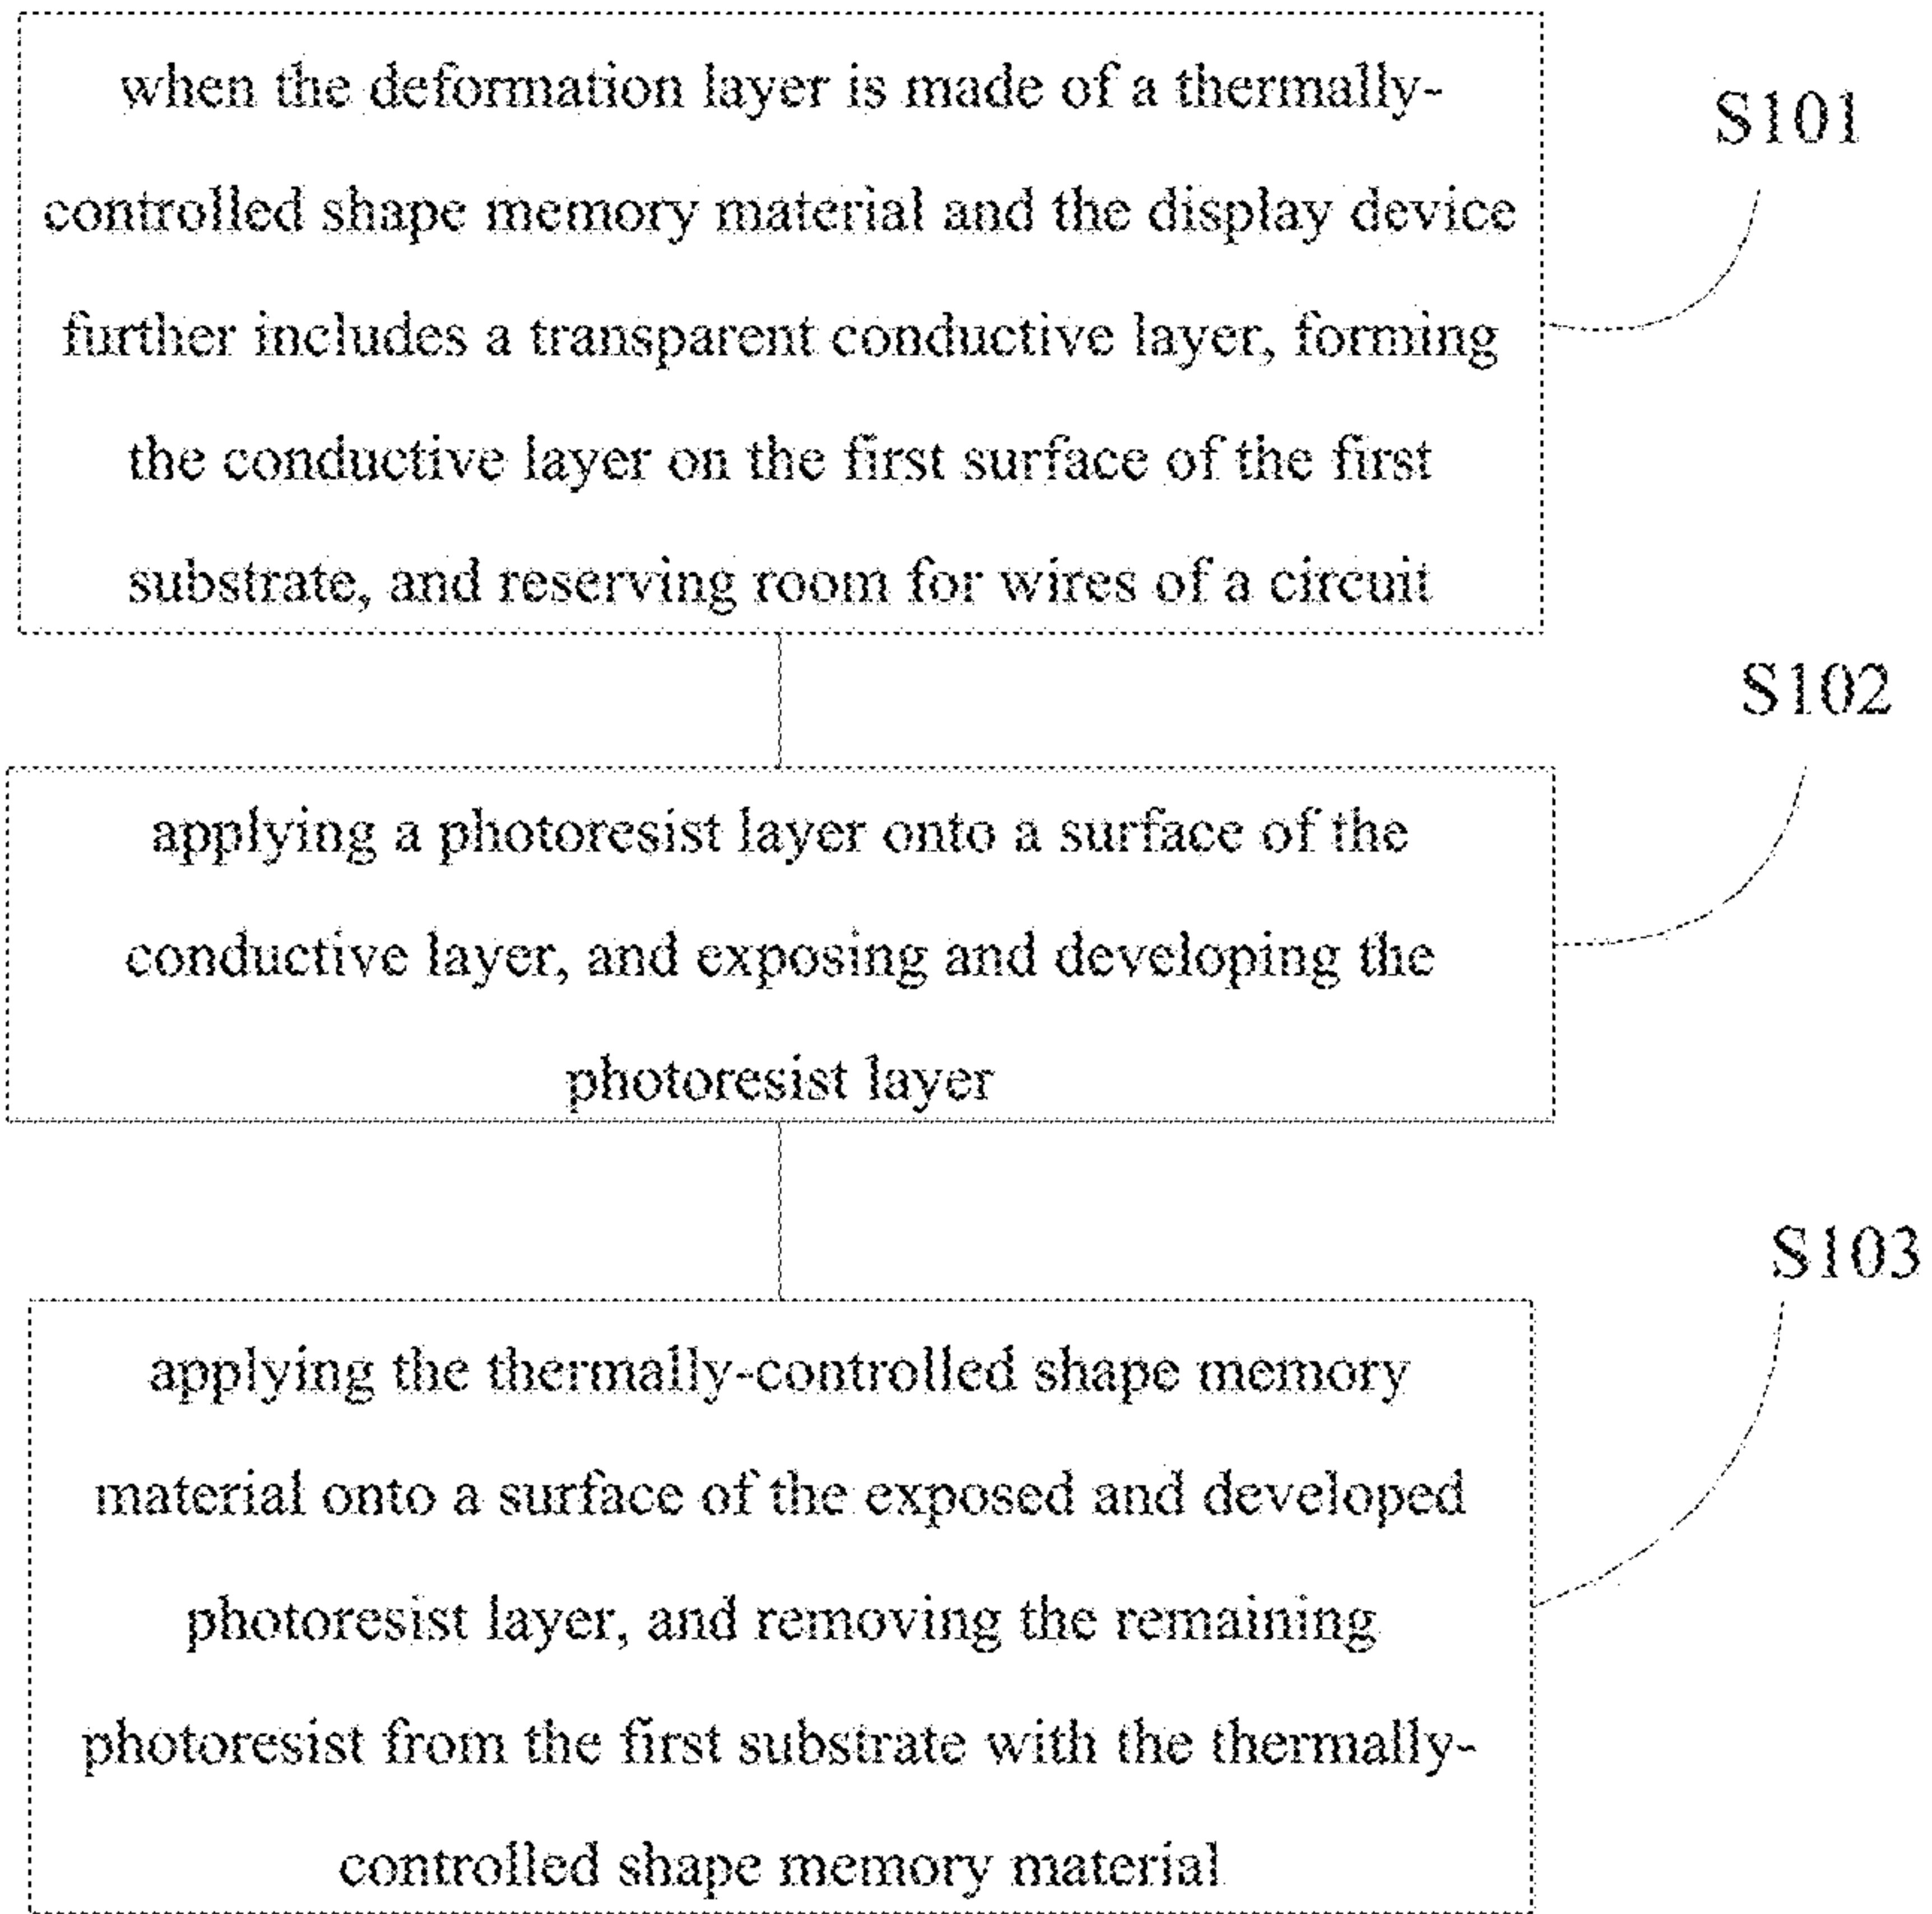 when the deformation layer is made of a thermally-
controlled shape memory material and the display device
further includes a transparent conductive layer, forming
the conductive layer on the first surface of the first
substrate, and reserving room for wires of a circuit
S101
applying a photoresist layer onto a surface of the
conductive layer, and exposing and developing the
photoresist layer
S102
applying the thermally-controlled shape memory
material onto a surface of the exposed and developed
photoresist layer, and removing the remaining
photoresist from the first substrate with the thermally-
controlled shape memory material
S103